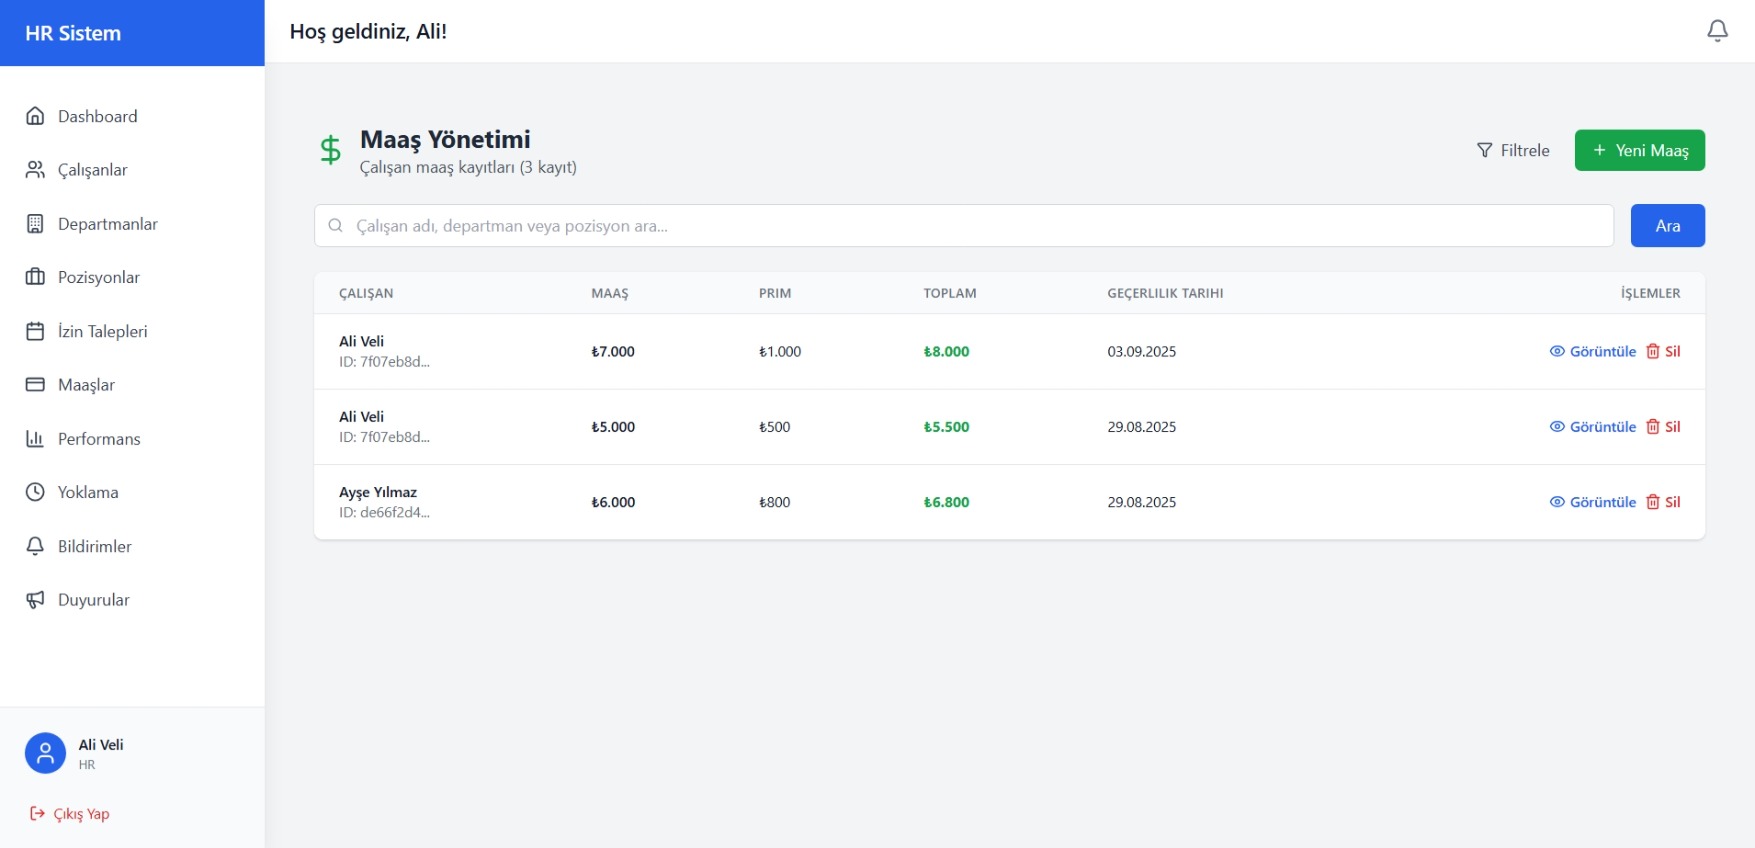 HR Sistem
Hoş geldiniz, Ali!
Dashboard
Çalışanlar
Departmanlar
Pozisyonlar
İzin Talepleri
Maaşlar
Performans
Yoklama
Bildirimler
Duyurular
Ali Veli
HR
Çıkış Yap
Maaş Yönetimi
Çalışan maaş kayıtları (3 kayıt)
Filtrele
+ Yeni Maaş
Çalışan adı, departman veya pozisyon ara...
Ara
ÇALIŞAN MAAŞ PRIM TOPLAM GEÇERLILIK TARIHI İŞLEMLER
Ali Veli
ID: 7f07eb8d...
₺7.000 ₺1.000 ₺8.000 03.09.2025 Görüntüle Sil
Ali Veli
ID: 7f07eb8d...
₺5.000 ₺500 ₺5.500 29.08.2025 Görüntüle Sil
Ayşe Yılmaz
ID: de66f2d4...
₺6.000 ₺800 ₺6.800 29.08.2025 Görüntüle Sil